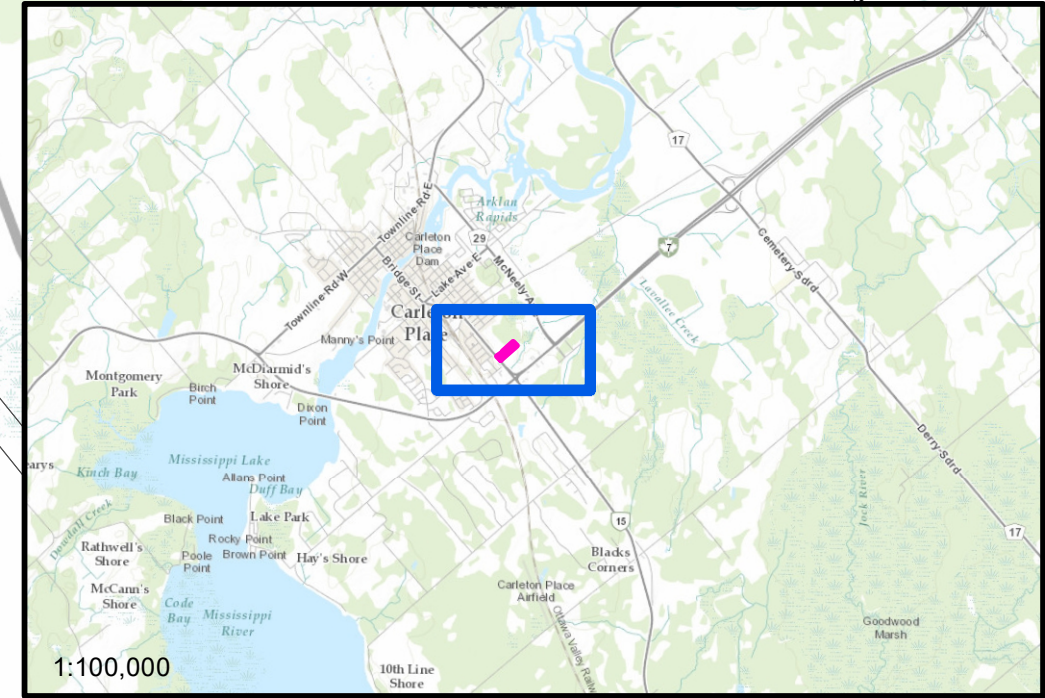 17
Arklan
Rapids
Townline Rd E
Carleton
Place
Dam
29
7
Cemetery Sdrd
Bridge St
Lake Ave E
McNeely A
Lavallee Creek
Townline Rd W
Carleton
Place
Manny's Point
McDiarmid's
Shore
Montgomery
Park
Birch
Point
Dixon
Point
Derry Sdrd
Mississippi Lake
earys
Kinch Bay
Allans Point
Duff Bay
Jock River
Black Point
Lake Park
15
17
Dowdall Creek
Rocky Point
Rathwell's
Shore
Poole
Point
Brown Point
Hay's Shore
Blacks
Corners
McCann's
Shore
Carleton Place
Airfield
Code
Bay
Mississippi
River
Ottawa Valley Railw
Goodwood
Marsh
1:100,000
10th Line
Shore